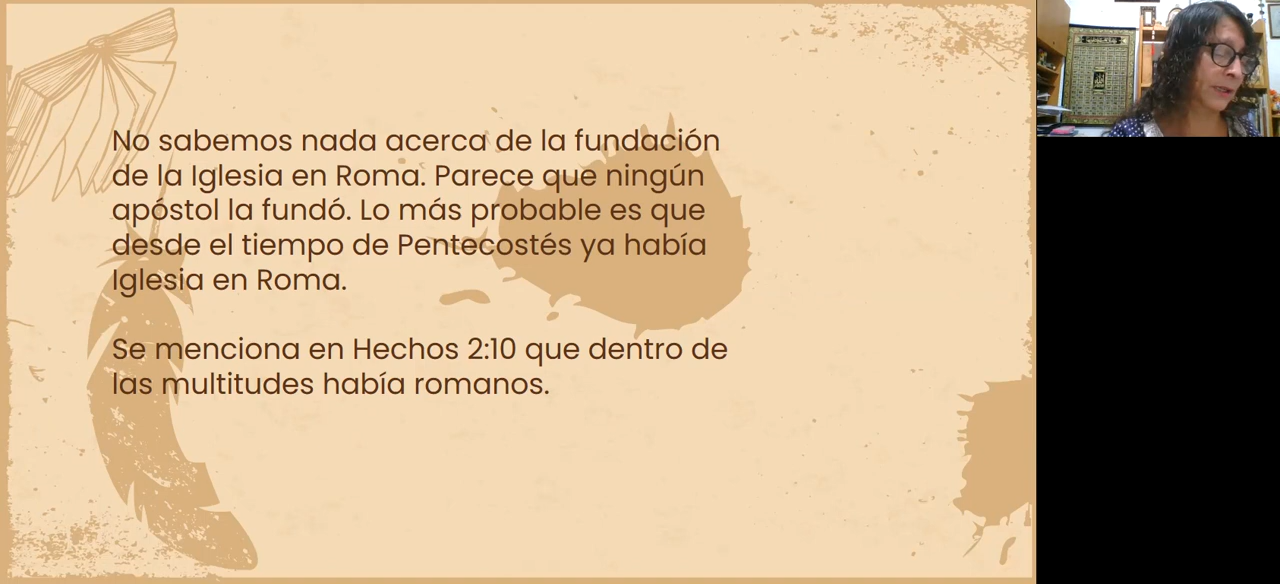 No sabemos nada acerca de la fundación
de la Iglesia en Roma. Parece que ningún
apóstol la fundó. Lo más probable es que
desde el tiempo de Pentecostés ya había
Iglesia en Roma.
Se menciona en Hechos 2:10 que dentro de
las multitudes había romanos.